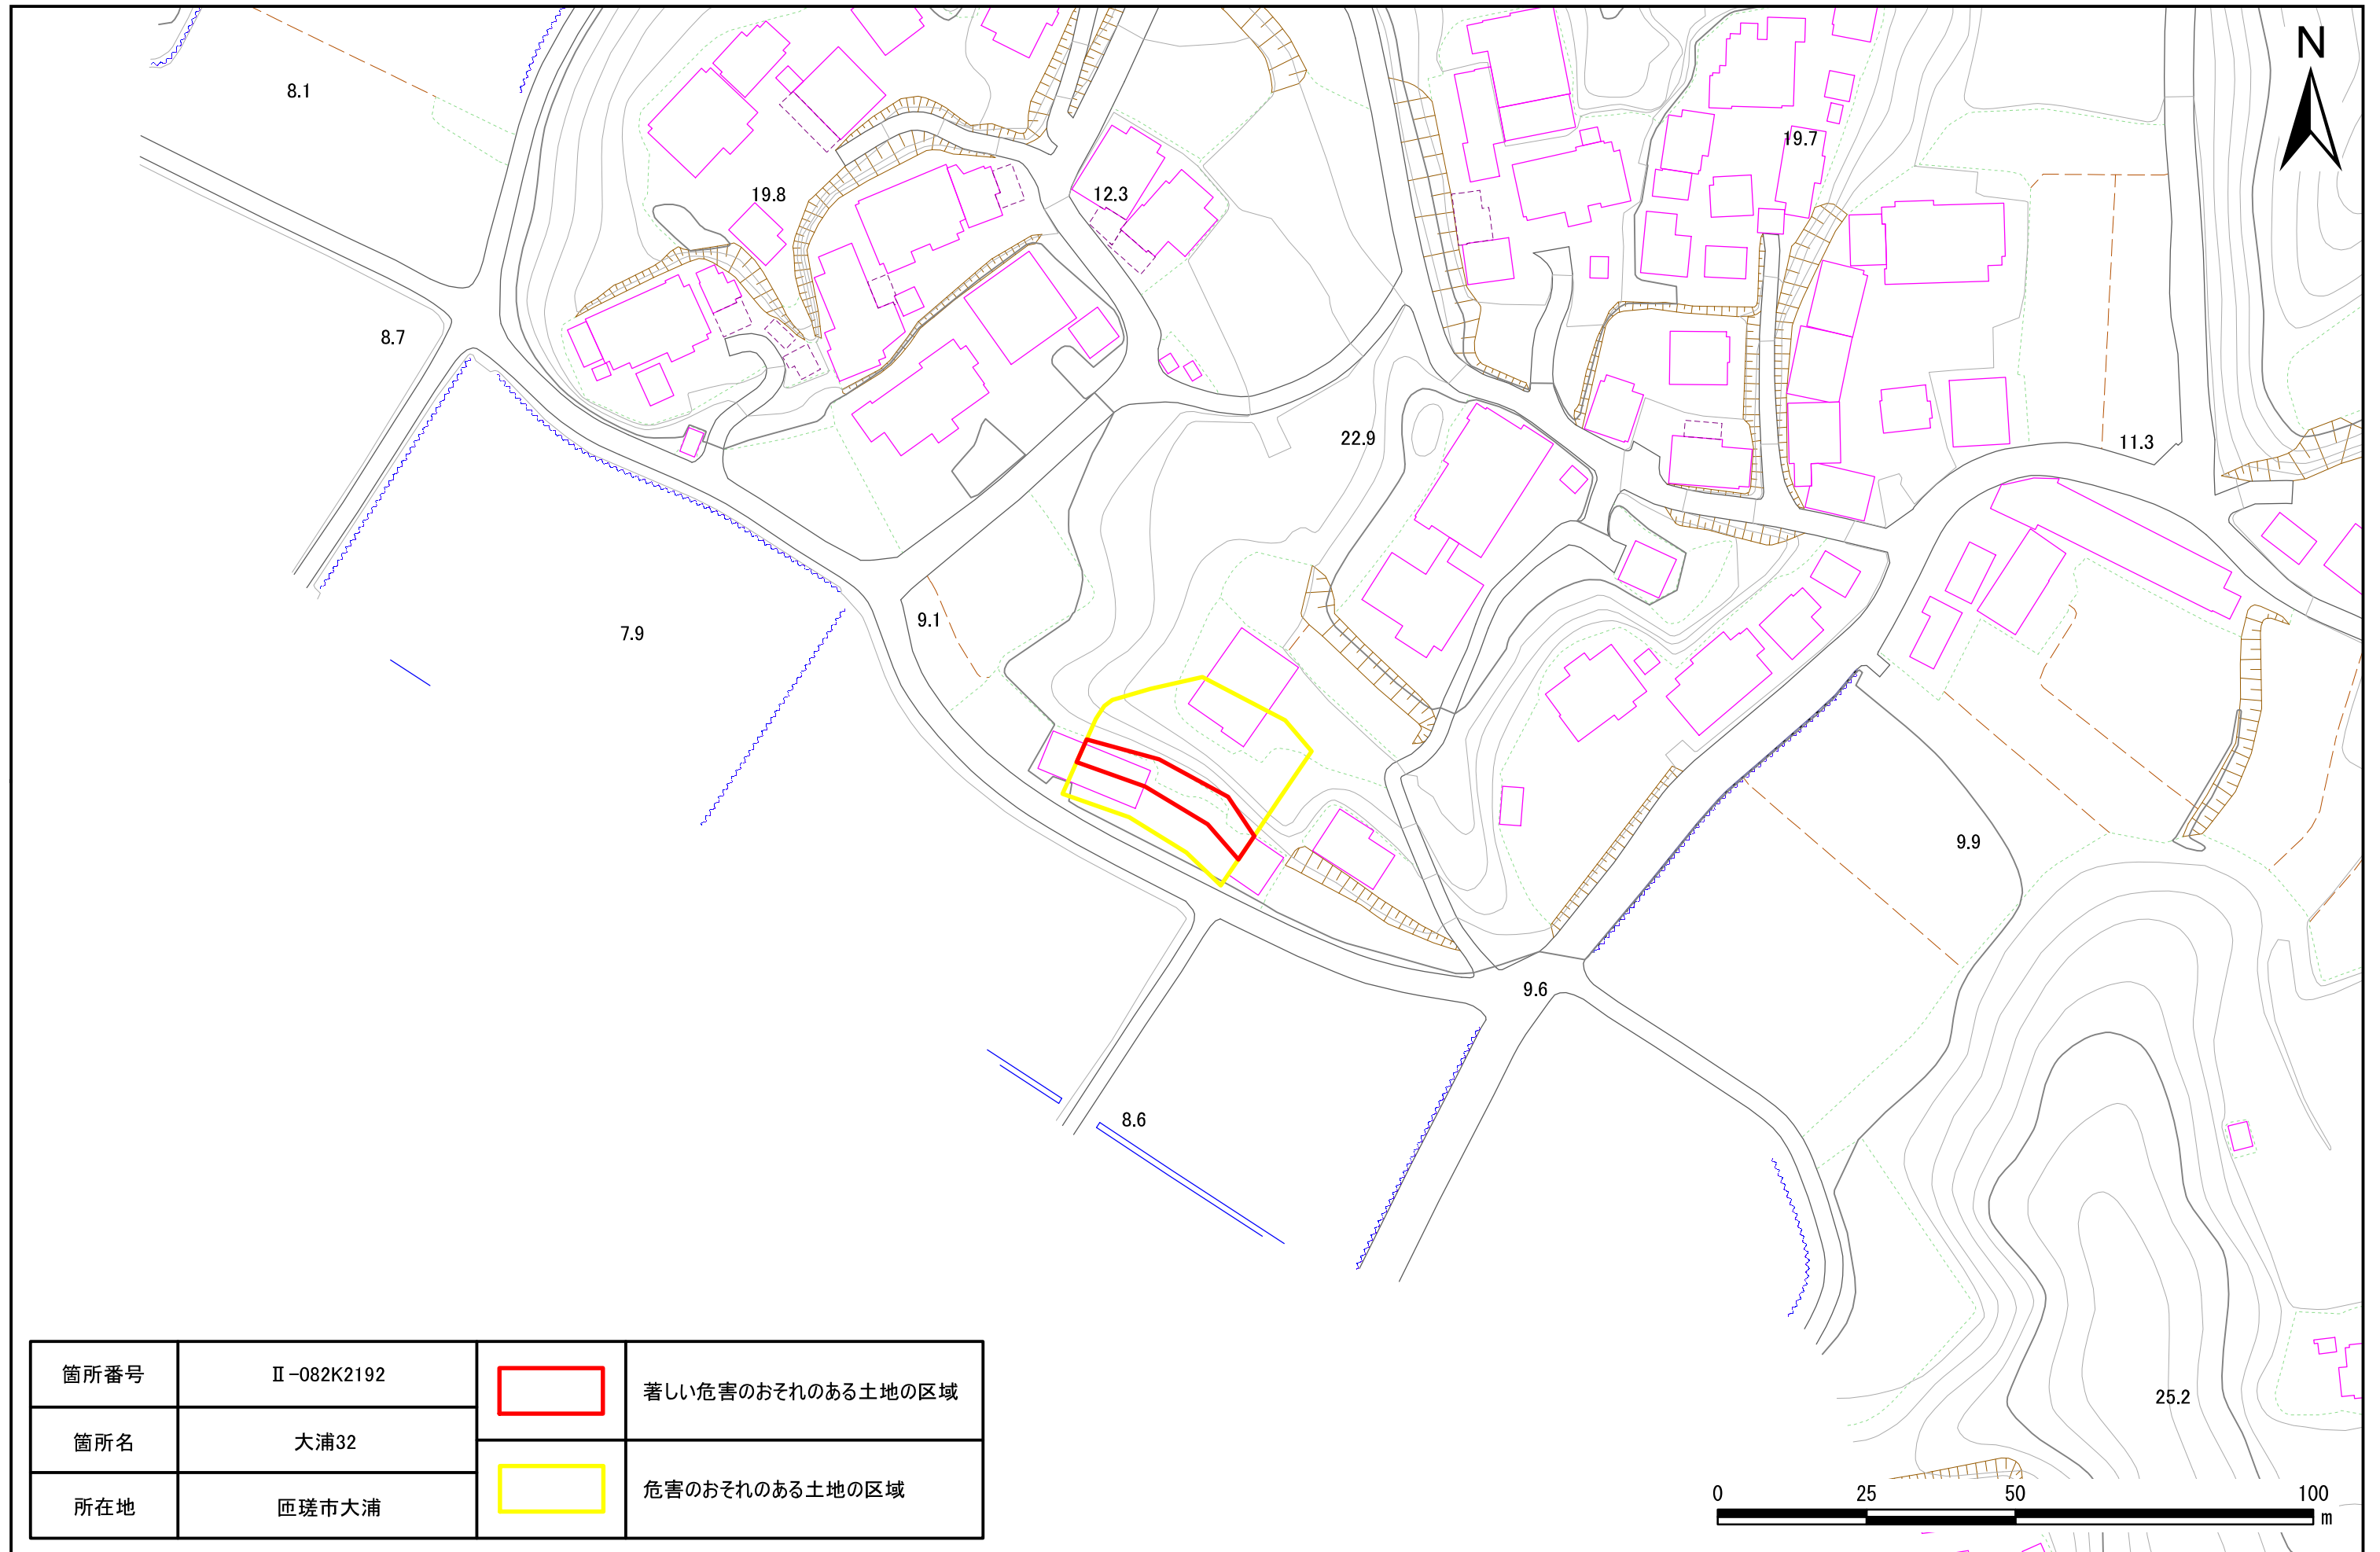 N
8.1
19.7
19.8
12.3
8.7
22.9
11.3
9.1
7.9
9.9
9.6
8.6
25.2
箇所番号 Ⅱ-082K2192
箇所名 大浦32
所在地 匝瑳市大浦
著しい危害のおそれのある土地の区域
危害のおそれのある土地の区域
0 25 50 100
m